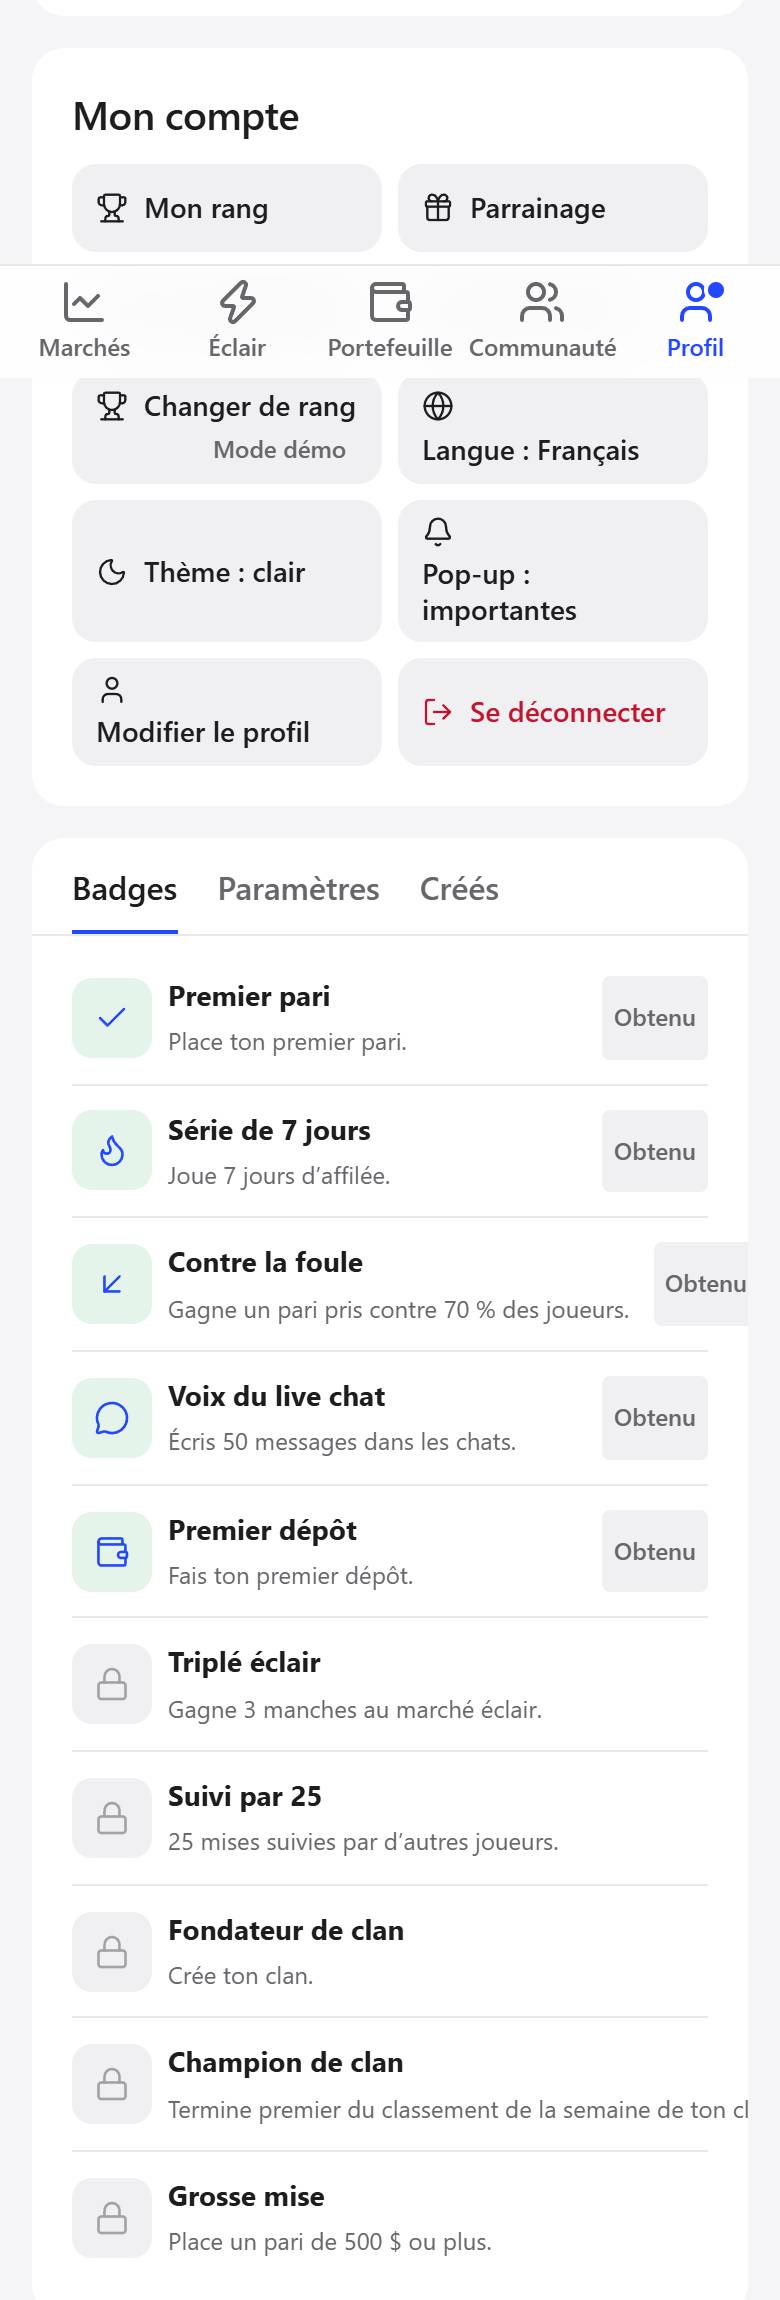 Mon compte
Mon rang
Parrainage
Marchés
Éclair
Portefeuille
Communauté
Profil
Changer de rang
Mode démo
Langue : Français
Thème : clair
Pop-up :
importantes
Modifier le profil
Se déconnecter
Badges
Paramètres
Créés
Premier pari
Place ton premier pari.
Obtenu
Série de 7 jours
Joue 7 jours d’affilée.
Obtenu
Contre la foule
Gagne un pari pris contre 70 % des joueurs.
Obtenu
Voix du live chat
Écris 50 messages dans les chats.
Obtenu
Premier dépôt
Fais ton premier dépôt.
Obtenu
Triplé éclair
Gagne 3 manches au marché éclair.
Suivi par 25
25 mises suivies par d’autres joueurs.
Fondateur de clan
Crée ton clan.
Champion de clan
Termine premier du classement de la semaine de ton
Grosse mise
Place un pari de 500 $ ou plus.